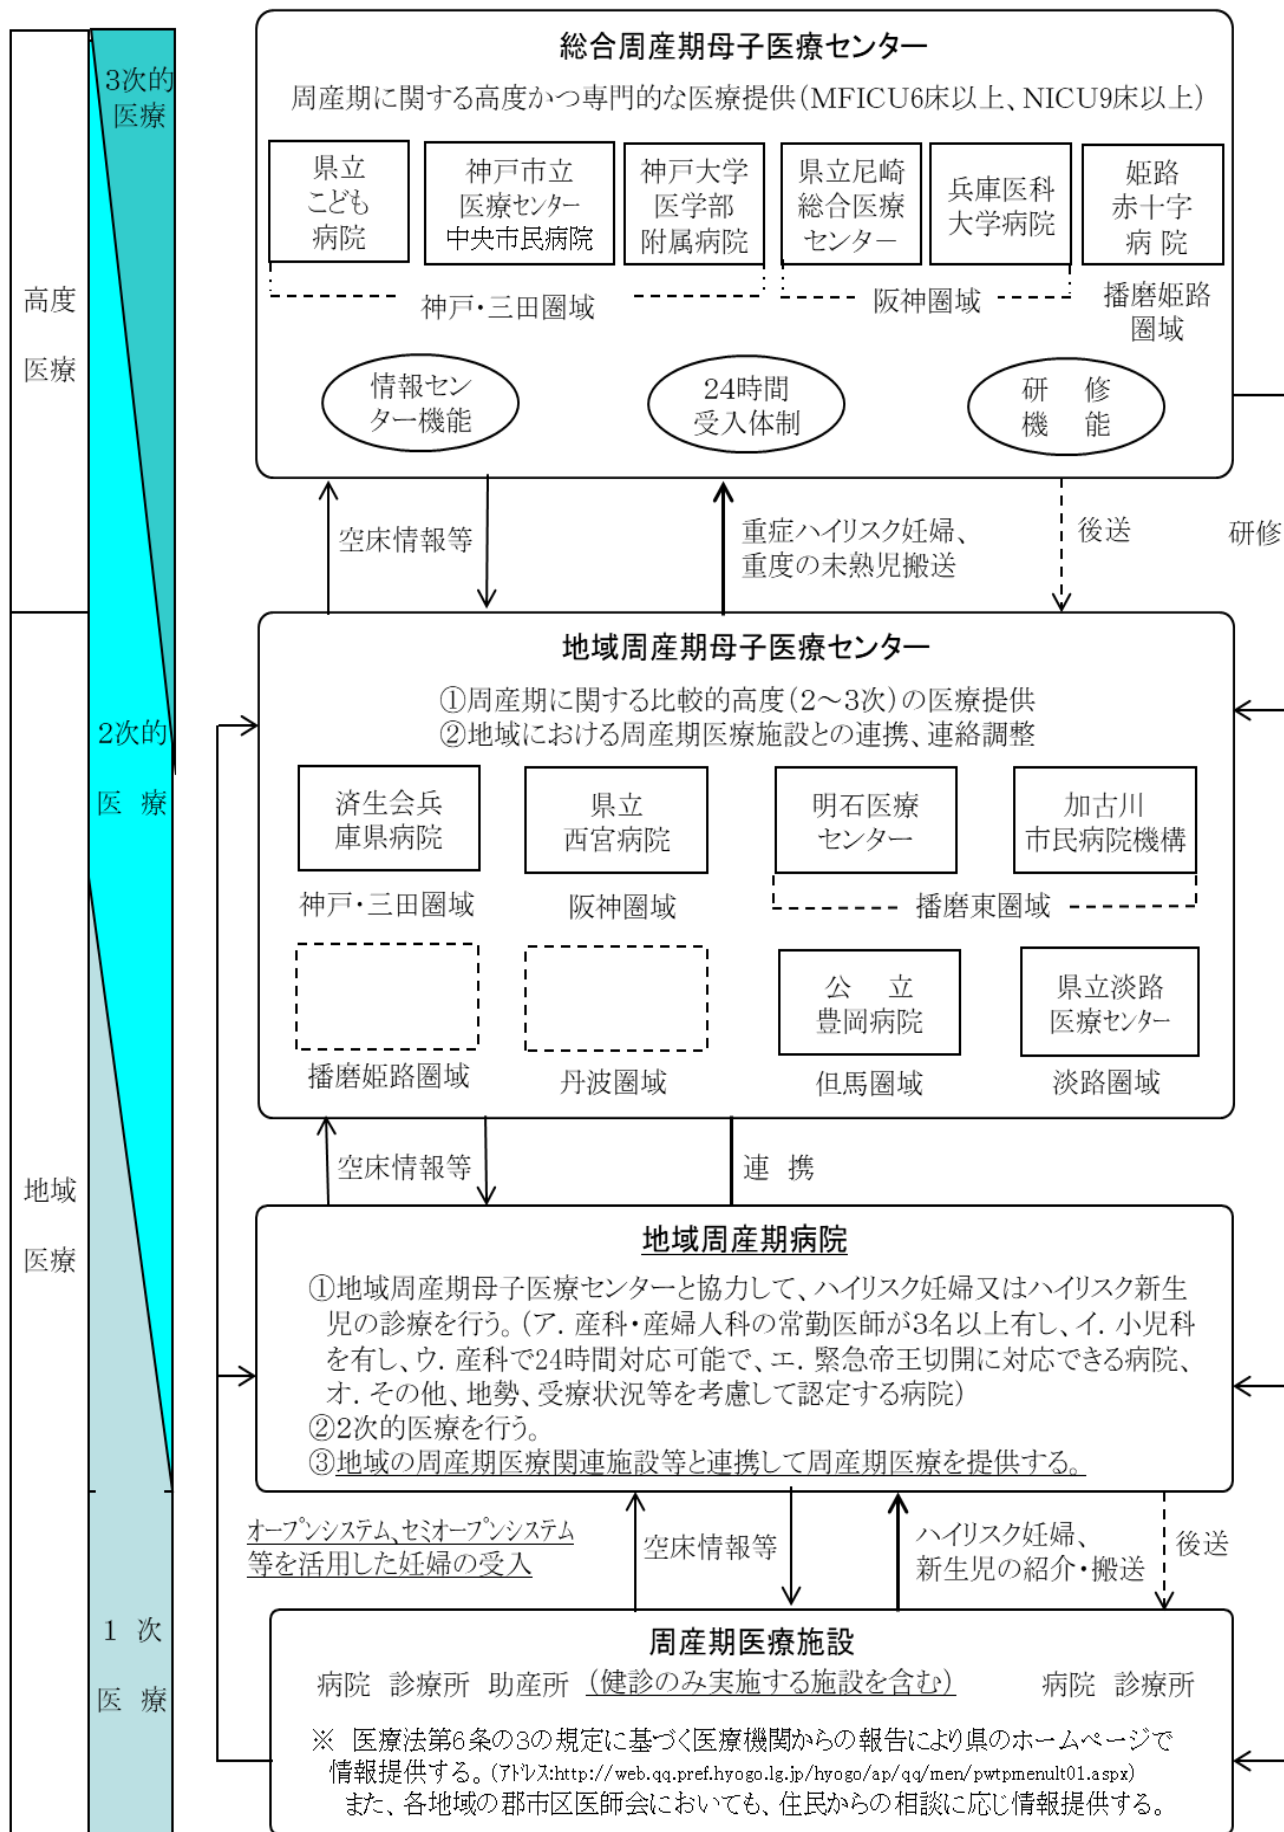 総合周産期母子医療センター
周産期に関する高度かつ専門的な医療提供(MFICU6床以上、NICU9床以上)
県立
こども
病院
神戸市立
医療センター
中央市民病院
神戸大学
医学部
附属病院
県立尼崎
総合医療
センター
兵庫医科
大学病院
姫路
赤十字
病 院
神戸・三田圏域
阪神圏域
播磨姫路
圏域
情報セン
ター機能
24時間
受入体制
研 修
機 能
3次的
医療
高度
医療
空床情報等
重症ハイリスク妊婦、
重度の未熟児搬送
後送
研修
地域周産期母子医療センター
①周産期に関する比較的高度(2～3次)の医療提供
②地域における周産期医療施設との連携、連絡調整
2次的
医 療
済生会兵
庫県病院
県立
西宮病院
明石医療
センター
加古川
市民病院機構
神戸・三田圏域
阪神圏域
播磨東圏域
公 立
豊岡病院
県立淡路
医療センター
播磨姫路圏域
丹波圏域
但馬圏域
淡路圏域
空床情報等
連 携
地域
医療
地域周産期病院
①地域周産期母子医療センターと協力して、ハイリスク妊婦又はハイリスク新生
児の診療を行う。(ア. 産科・産婦人科の常勤医師が3名以上有し、イ. 小児科
を有し、ウ. 産科で24時間対応可能で、エ. 緊急帝王切開に対応できる病院、
オ. その他、地勢、受療状況等を考慮して認定する病院)
②2次的医療を行う。
③地域の周産期医療関連施設等と連携して周産期医療を提供する。
オープンシステム、セミオープンシステム
等を活用した妊婦の受入
空床情報等
ハイリスク妊婦、
新生児の紹介・搬送
後送
1 次
医 療
周産期医療施設
病院 診療所 助産所 (健診のみ実施する施設を含む) 病院 診療所
※ 医療法第6条の3の規定に基づく医療機関からの報告により県のホームページで
情報提供する。(アドレス:http://web.qq.pref.hyogo.lg.jp/hyogo/ap/qq/men/pwtpmenult01.aspx)
また、各地域の郡市区医師会においても、住民からの相談に応じ情報提供する。